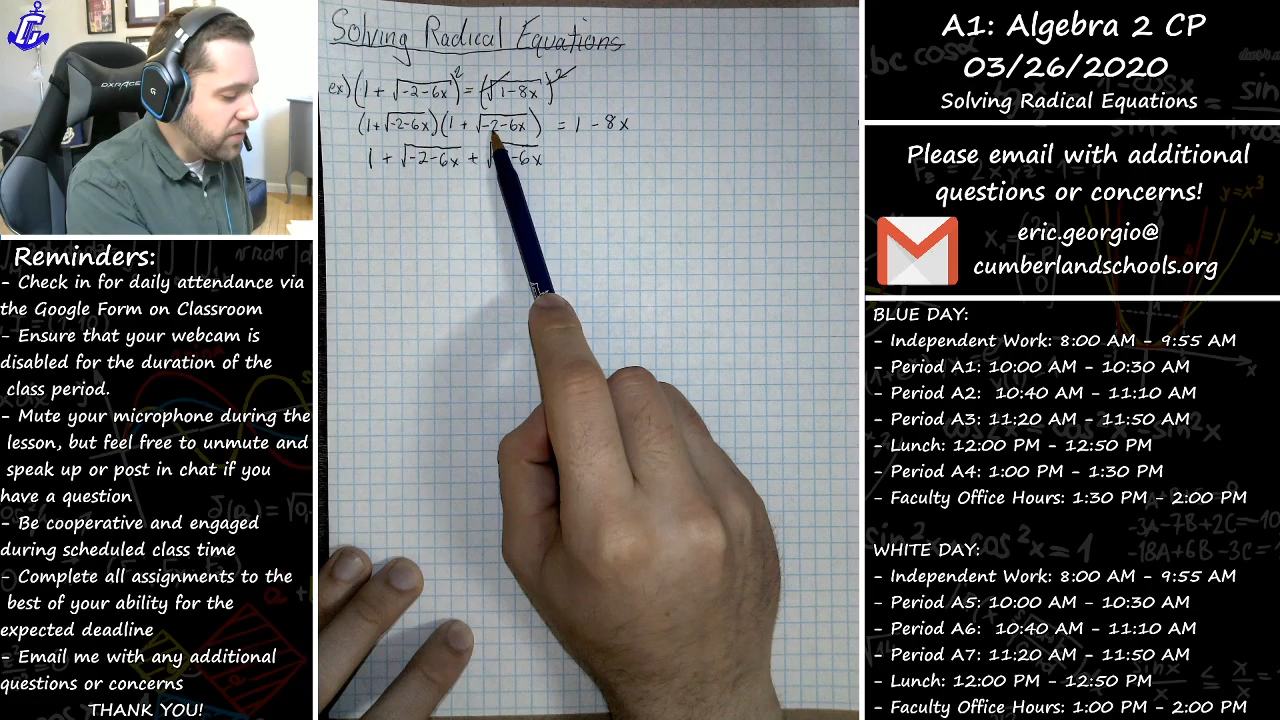 G
DXRACER
Reminders:
- Check in for daily attendance via
the Google Form on Classroom
- Ensure that your webcam is
disabled for the duration of the
class period.
- Mute your microphone during the
lesson, but feel free to unmute and
speak up or post in chat if you
have a question
- Be cooperative and engaged
during scheduled class time
- Complete all assignments to the
best of your ability for the
expected deadline
- Email me with any additional
questions or concerns
THANK YOU!
Solving Radical Equations
ex) (1 + √-2-6x)² = (√1-8x)²
(1+√-2-6x)(1 + √-2-6x) = 1 - 8x
1 + √-2-6x + √-6x
A1: Algebra 2 CP
03/26/2020
Solving Radical Equations
Please email with additional
questions or concerns!
eric.georgio@
cumberlandschools.org
BLUE DAY:
- Independent Work: 8:00 AM - 9:55 AM
- Period A1: 10:00 AM - 10:30 AM
- Period A2: 10:40 AM - 11:10 AM
- Period A3: 11:20 AM - 11:50 AM
- Lunch: 12:00 PM - 12:50 PM
- Period A4: 1:00 PM - 1:30 PM
- Faculty Office Hours: 1:30 PM - 2:00 PM
WHITE DAY:
- Independent Work: 8:00 AM - 9:55 AM
- Period A5: 10:00 AM - 10:30 AM
- Period A6: 10:40 AM - 11:10 AM
- Period A7: 11:20 AM - 11:50 AM
- Lunch: 12:00 PM - 12:50 PM
- Faculty Office Hours: 1:00 PM - 2:00 PM